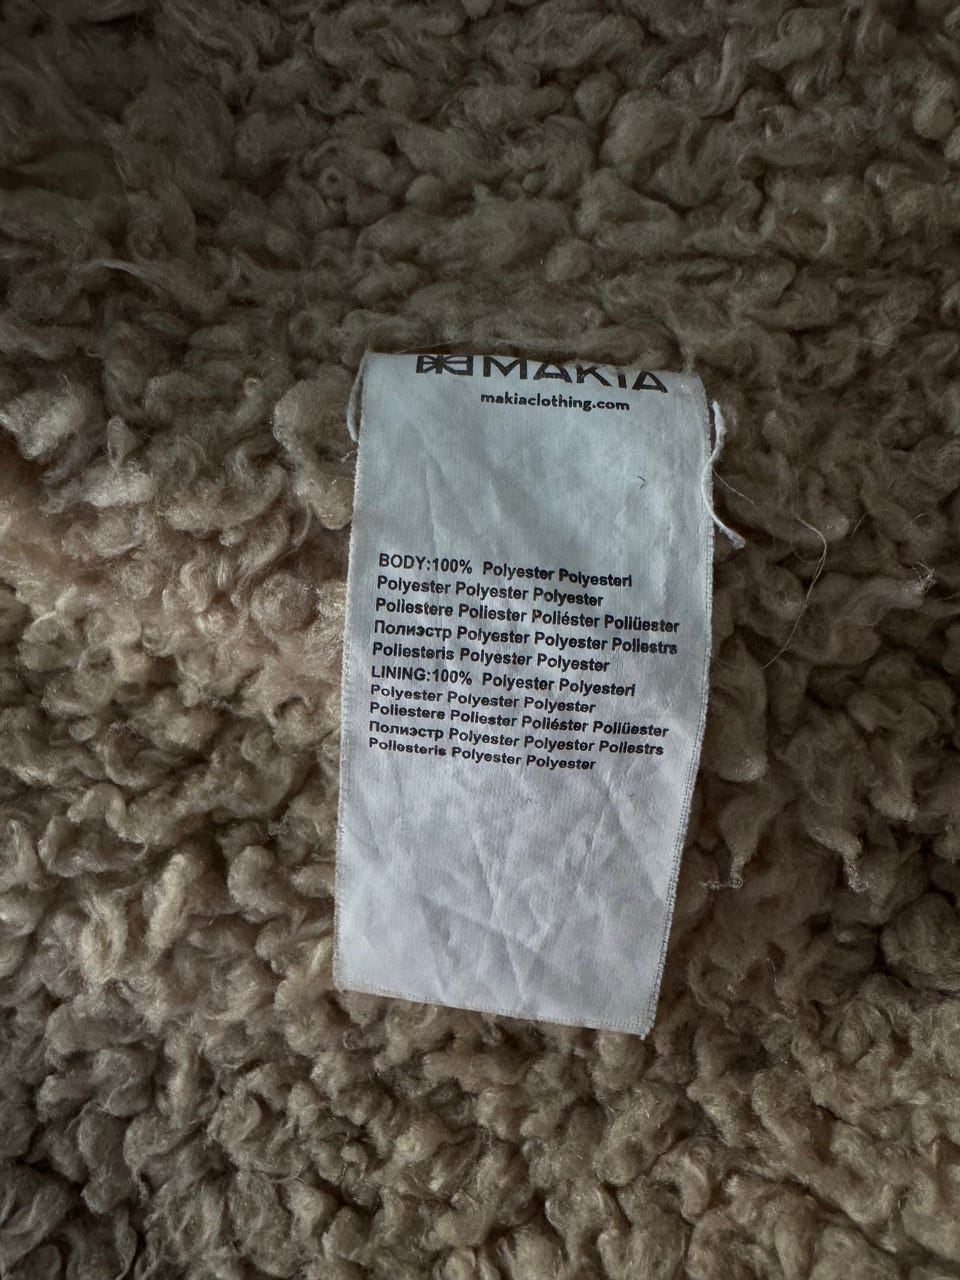 MAKIA
makiaclothing.com
BODY:100% Polyester Polyesteri
Polyester Polyester Polyester
Poliestere Poliester Poliéster Poliüester
Полиэстр Polyester Polyester Poliestrs
Poliesteris Polyester Polyester
LINING:100% Polyester Polyesteri
Polyester Polyester Polyester
Poliestere Poliester Poliéster Poliüester
Полиэстр Polyester Polyester Poliestrs
Poliesteris Polyester Polyester